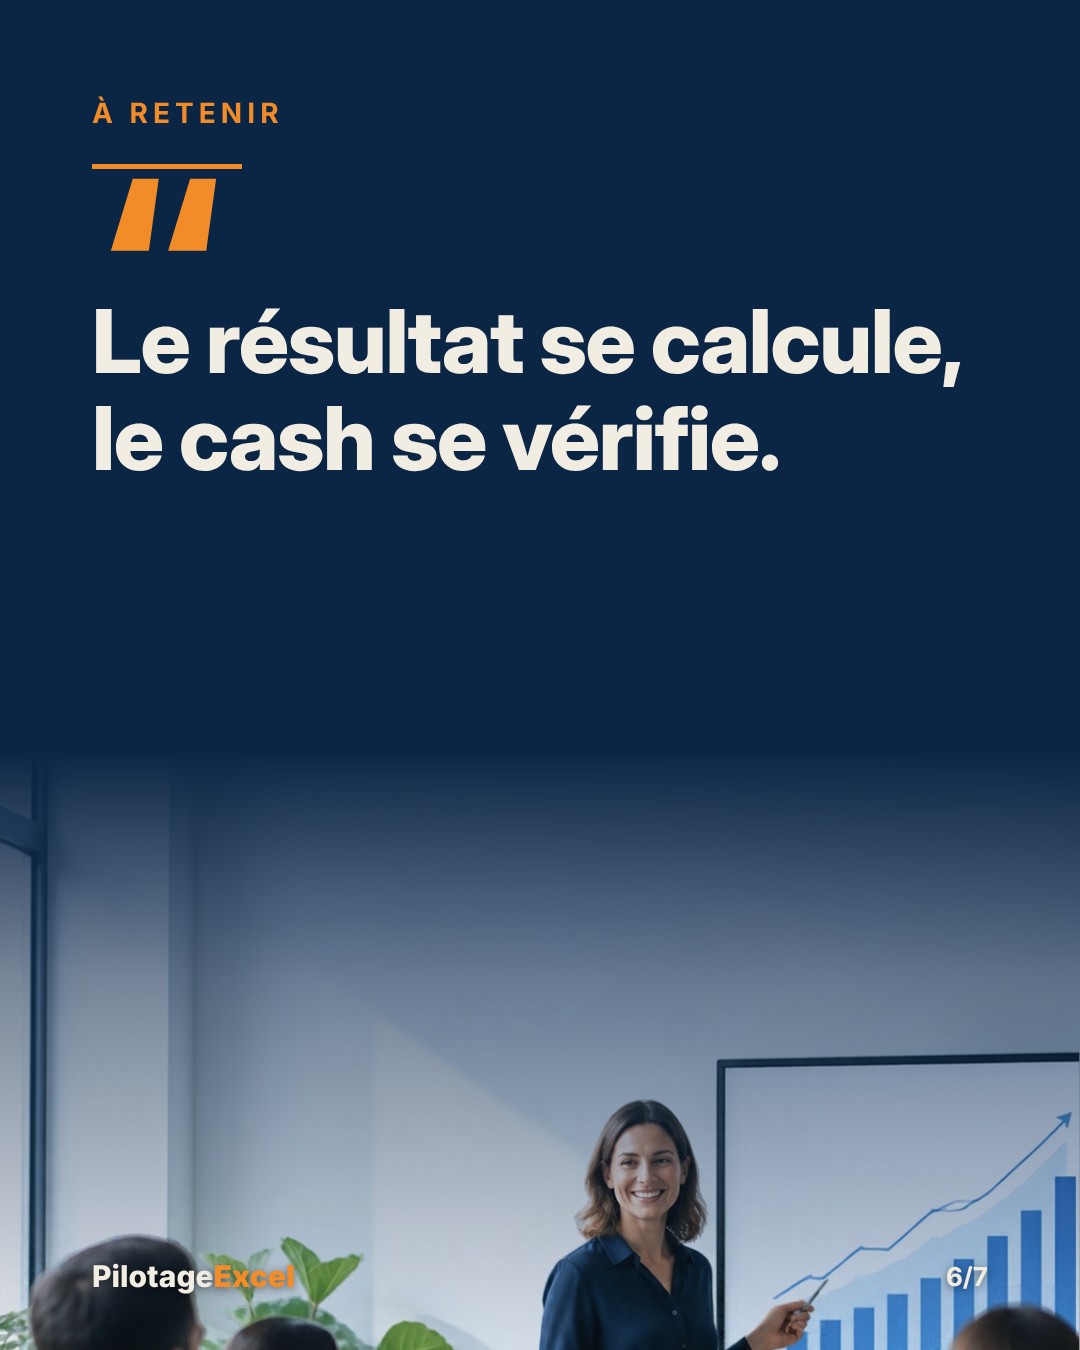 À RETENIR
"
Le résultat se calcule,
le cash se vérifie.
PilotageExcel
6/7